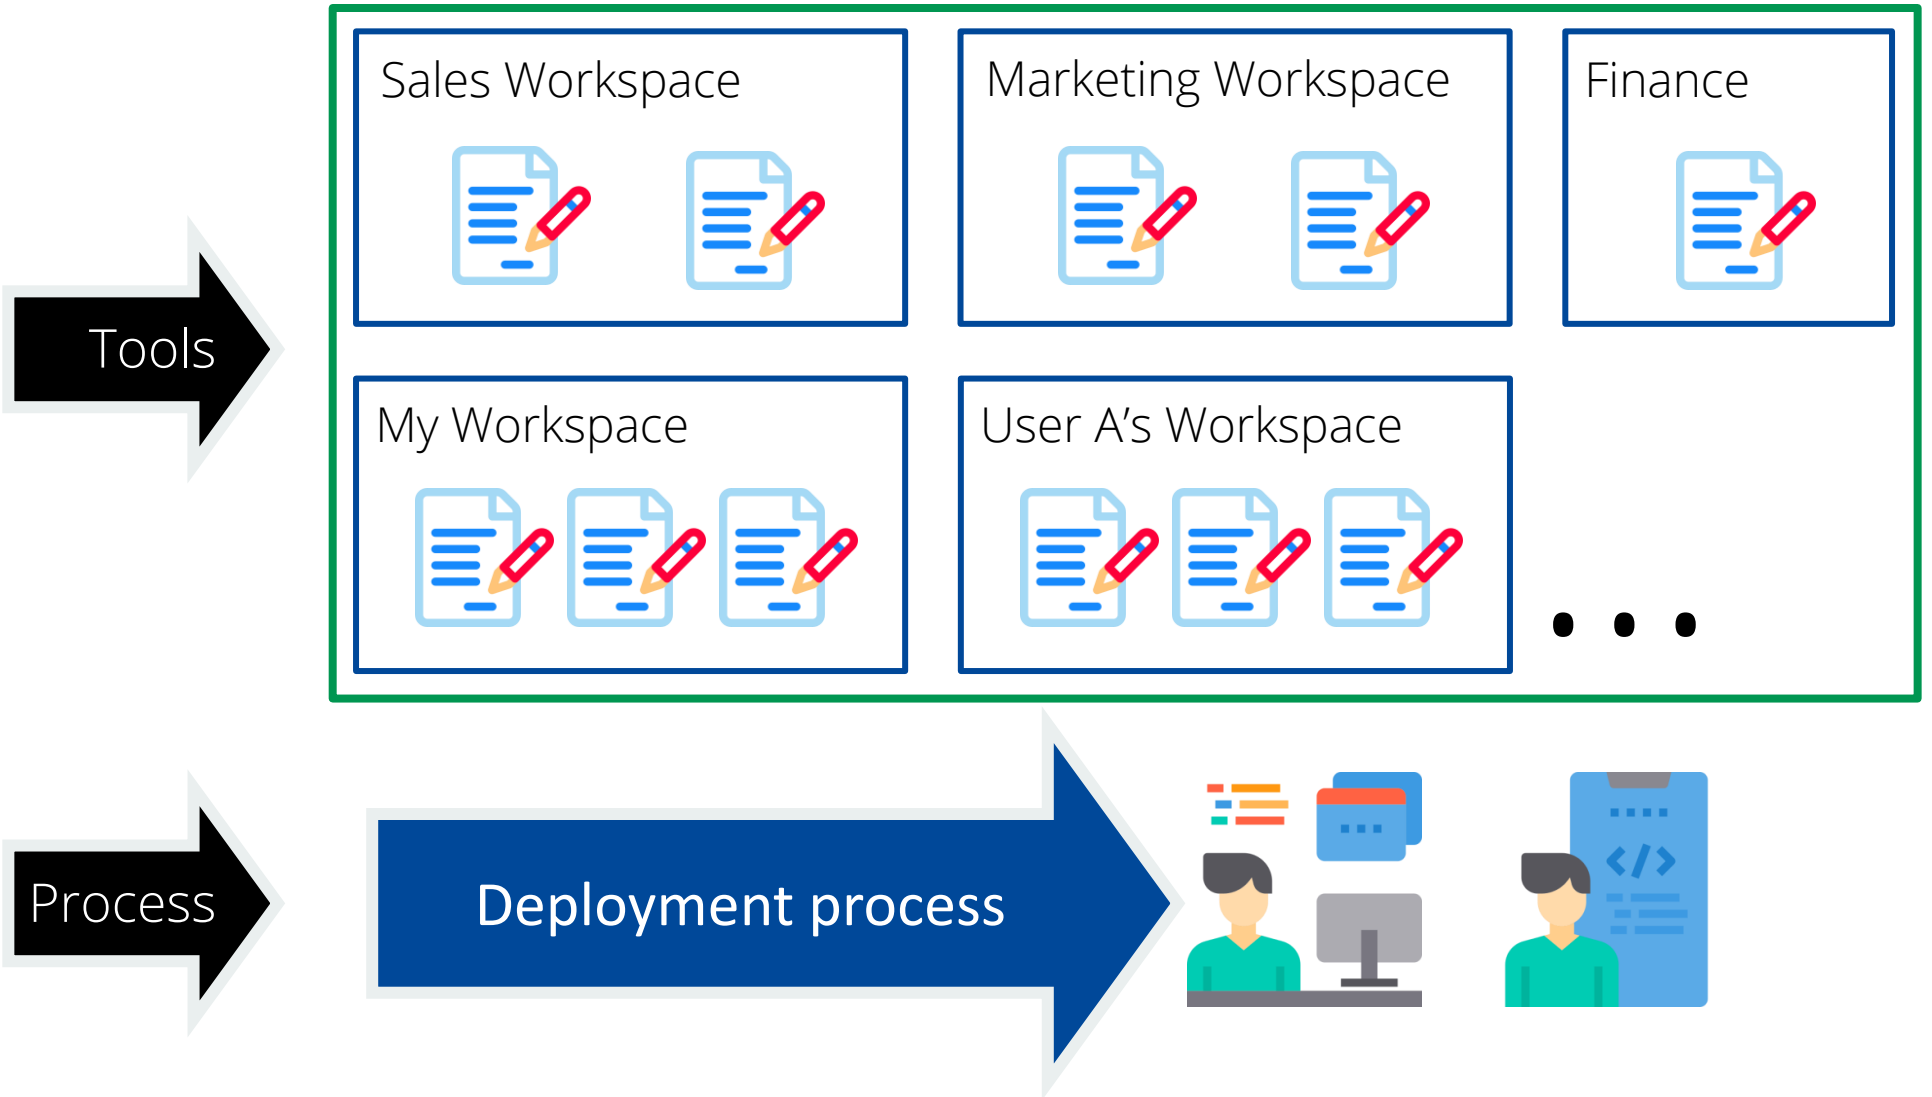 Sales Workspace
Marketing Workspace
Finance
Tools
My Workspace
User A’s Workspace
...
Process
Deployment process
</>